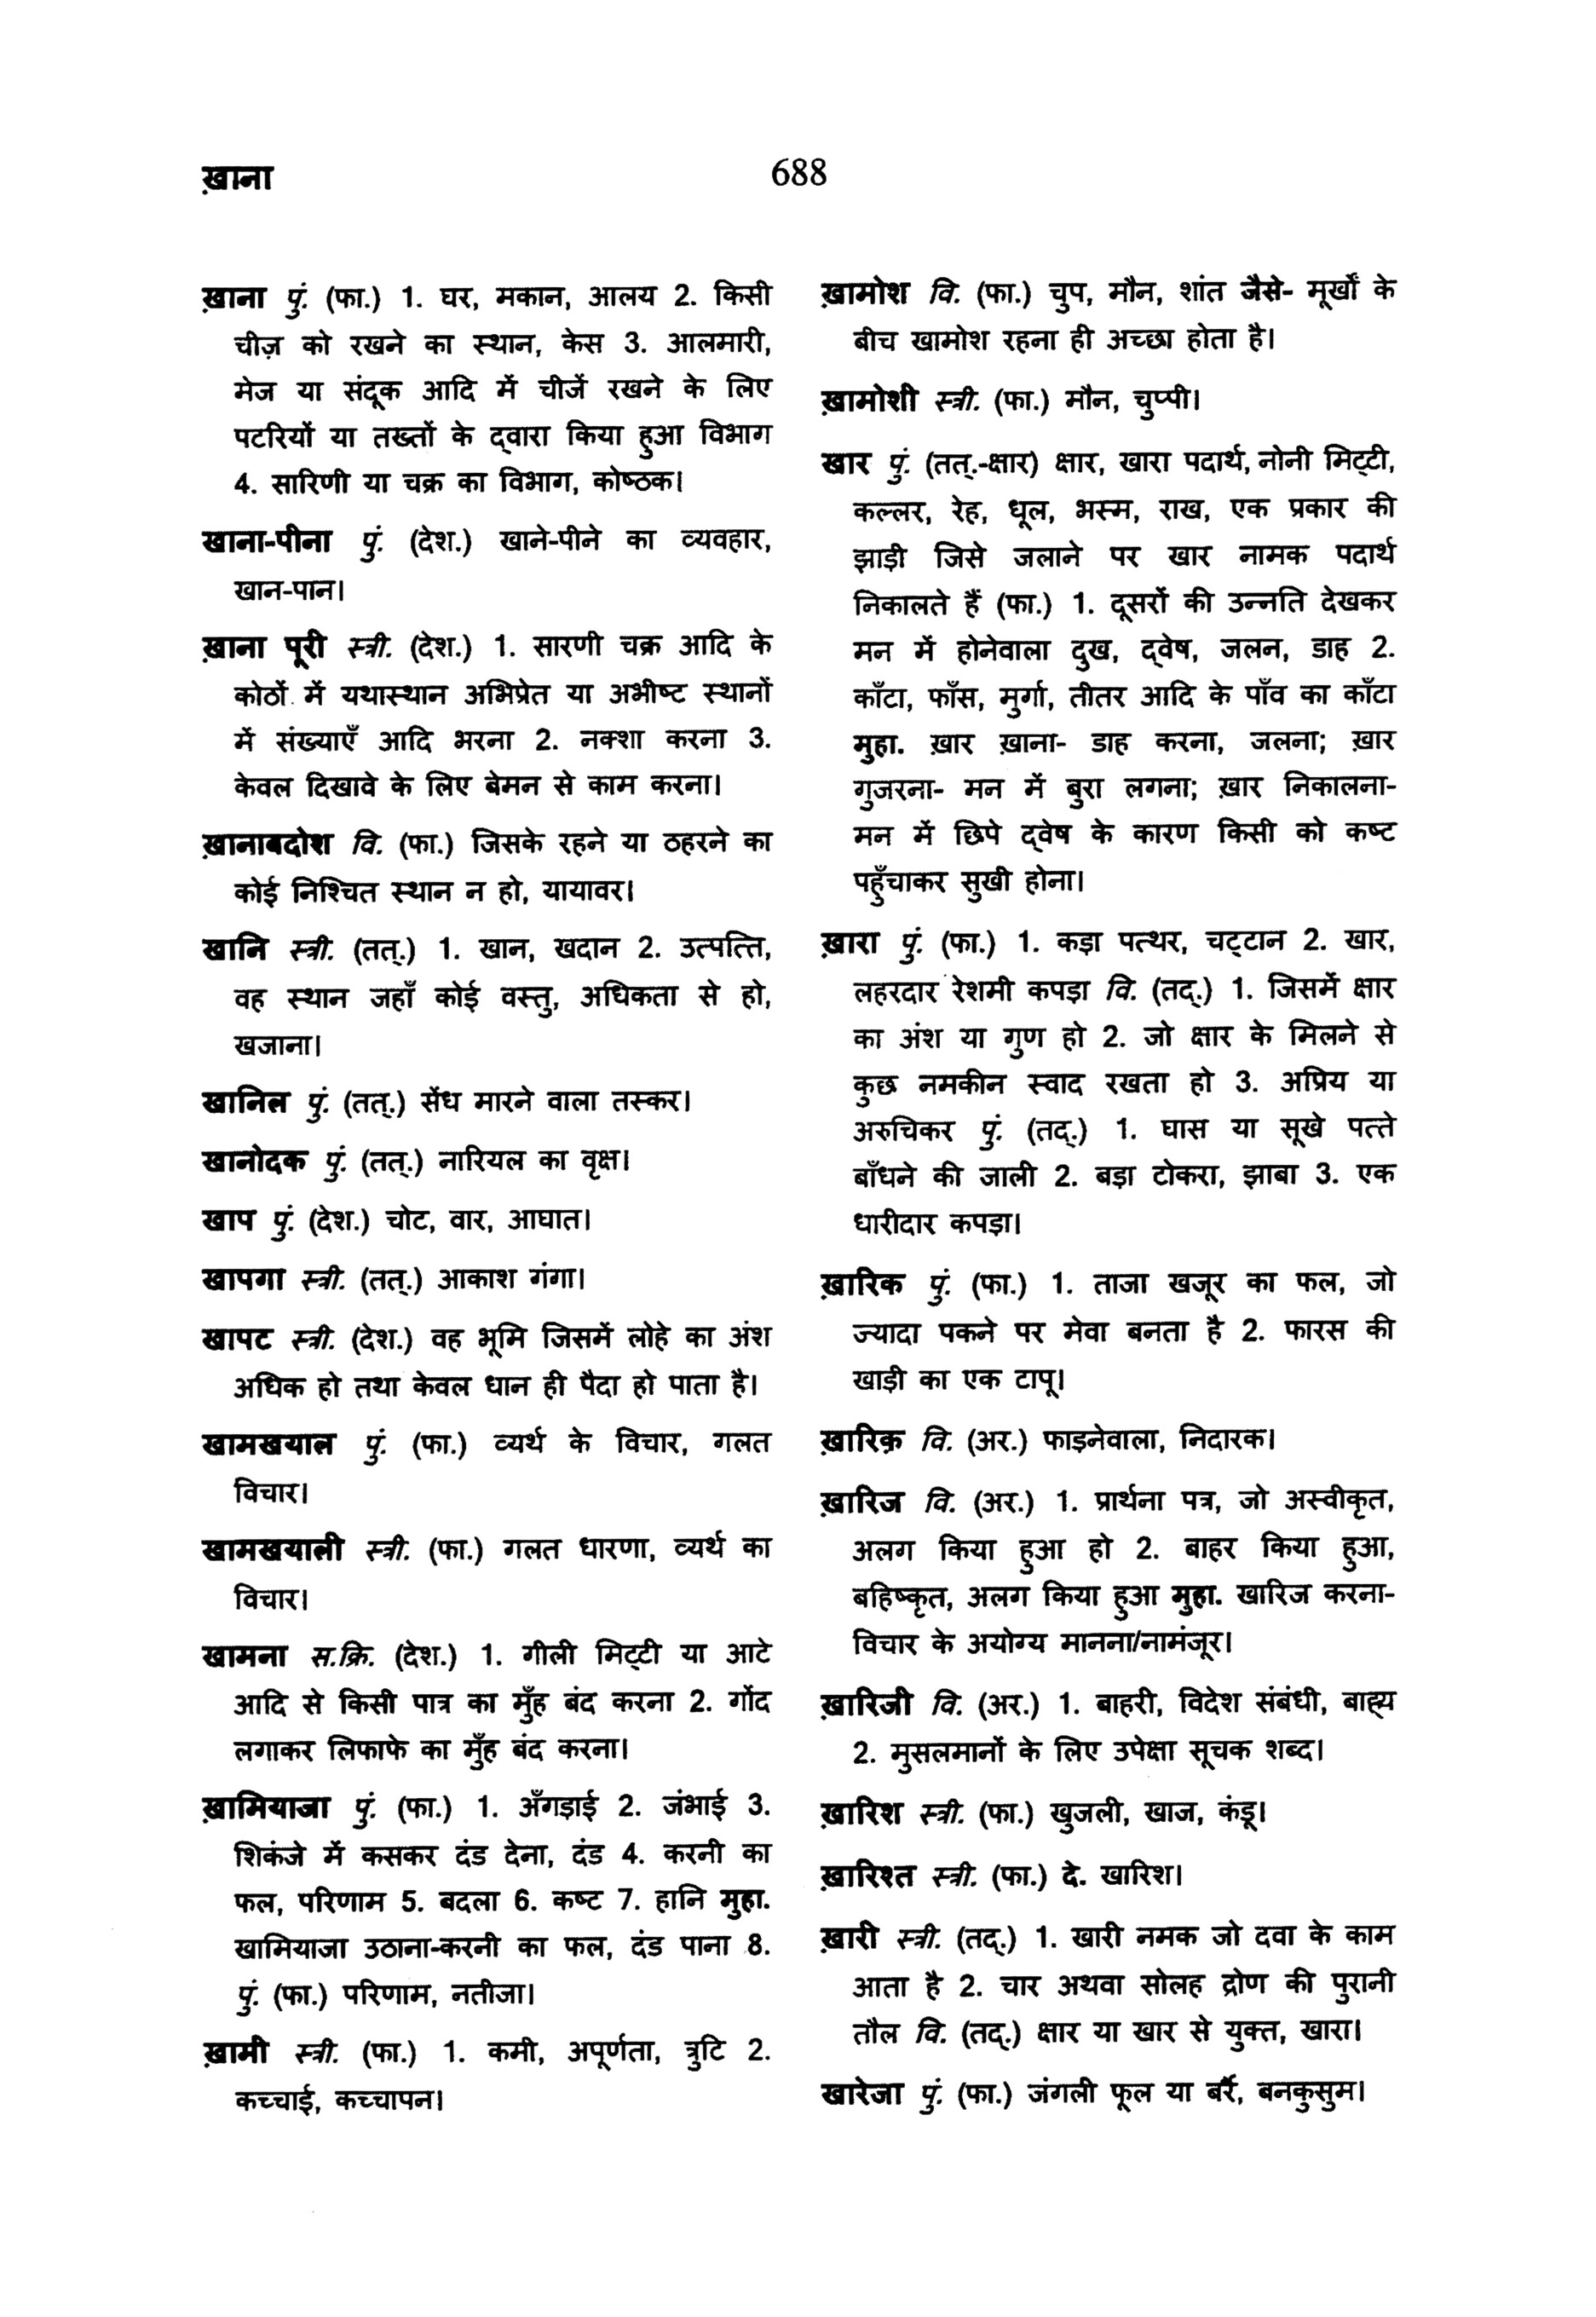 ख़ाना
688
ख़ाना पुं. (फा.) 1. घर, मकान, आलय 2. किसी
चीज़ को रखने का स्थान, केस 3. आलमारी,
मेज या संदूक आदि में चीजें रखने के लिए
पटरियों या तख्तों के द्वारा किया हुआ विभाग
4. सारिणी या चक्र का विभाग, कोष्ठक।
खाना-पीना पुं. (देश.) खाने-पीने का व्यवहार,
खान-पान।
ख़ाना पूरी स्त्री. (देश.) 1. सारणी चक्र आदि के
कोठों में यथास्थान अभिप्रेत या अभीष्ट स्थानों
में संख्याएँ आदि भरना 2. नक्शा करना 3.
केवल दिखावे के लिए बेमन से काम करना।
ख़ानाबदोश वि. (फा.) जिसके रहने या ठहरने का
कोई निश्चित स्थान न हो, यायावर।
खानि स्त्री. (तत्.) 1. खान, खदान 2. उत्पत्ति,
वह स्थान जहाँ कोई वस्तु, अधिकता से हो,
खजाना।
खानिल पुं. (तत्.) सेंध मारने वाला तस्कर।
खानोदक पुं. (तत्.) नारियल का वृक्ष।
खाप पुं. (देश.) चोट, वार, आघात।
खापगा स्त्री. (तत्.) आकाश गंगा।
खापट स्त्री. (देश.) वह भूमि जिसमें लोहे का अंश
अधिक हो तथा केवल धान ही पैदा हो पाता है।
खामखयाल पुं. (फा.) व्यर्थ के विचार, गलत
विचार।
खामखयाली स्त्री. (फा.) गलत धारणा, व्यर्थ का
विचार।
खामना स.क्रि. (देश.) 1. गीली मिट्टी या आटे
आदि से किसी पात्र का मुँह बंद करना 2. गोंद
लगाकर लिफाफे का मुँह बंद करना।
ख़ामियाजा पुं. (फा.) 1. अँगड़ाई 2. जंभाई 3.
शिकंजे में कसकर दंड देना, दंड 4. करनी का
फल, परिणाम 5. बदला 6. कष्ट 7. हानि मुहा.
खामियाजा उठाना-करनी का फल, दंड पाना 8.
पुं. (फा.) परिणाम, नतीजा।
ख़ामी स्त्री. (फा.) 1. कमी, अपूर्णता, त्रुटि 2.
कच्चाई, कच्चापन।
ख़ामोश वि. (फा.) चुप, मौन, शांत जैसे- मूर्खों के
बीच खामोश रहना ही अच्छा होता है।
ख़ामोशी स्त्री. (फा.) मौन, चुप्पी।
खार पुं. (तत्.-क्षार) क्षार, खारा पदार्थ, नोनी मिट्टी,
कल्लर, रेह, धूल, भस्म, राख, एक प्रकार की
झाड़ी जिसे जलाने पर खार नामक पदार्थ
निकालते हैं (फा.) 1. दूसरों की उन्नति देखकर
मन में होनेवाला दुख, द्वेष, जलन, डाह 2.
काँटा, फाँस, मुर्गा, तीतर आदि के पाँव का काँटा
मुहा. ख़ार ख़ाना- डाह करना, जलना; ख़ार
गुजरना- मन में बुरा लगना; ख़ार निकालना-
मन में छिपे द्वेष के कारण किसी को कष्ट
पहुँचाकर सुखी होना।
ख़ारा पुं. (फा.) 1. कड़ा पत्थर, चट्टान 2. खार,
लहरदार रेशमी कपड़ा वि. (तद्.) 1. जिसमें क्षार
का अंश या गुण हो 2. जो क्षार के मिलने से
कुछ नमकीन स्वाद रखता हो 3. अप्रिय या
अरुचिकर पुं. (तद्.) 1. घास या सूखे पत्ते
बाँधने की जाली 2. बड़ा टोकरा, झाबा 3. एक
धारीदार कपड़ा।
ख़ारिक पुं. (फा.) 1. ताजा खजूर का फल, जो
ज्यादा पकने पर मेवा बनता है 2. फारस की
खाड़ी का एक टापू।
ख़ारिक़ वि. (अर.) फाड़नेवाला, निदारक।
ख़ारिज वि. (अर.) 1. प्रार्थना पत्र, जो अस्वीकृत,
अलग किया हुआ हो 2. बाहर किया हुआ,
बहिष्कृत, अलग किया हुआ मुहा. खारिज करना-
विचार के अयोग्य मानना/नामंजूर।
ख़ारिजी वि. (अर.) 1. बाहरी, विदेश संबंधी, बाह्य
2. मुसलमानों के लिए उपेक्षा सूचक शब्द।
ख़ारिश स्त्री. (फा.) खुजली, खाज, कंडू।
ख़ारिश्त स्त्री. (फा.) दे. खारिश।
ख़ारी स्त्री. (तद्.) 1. खारी नमक जो दवा के काम
आता है 2. चार अथवा सोलह द्रोण की पुरानी
तौल वि. (तद्.) क्षार या खार से युक्त, खारा।
खारेजा पुं. (फा.) जंगली फूल या बर्रै, बनकुसुम।